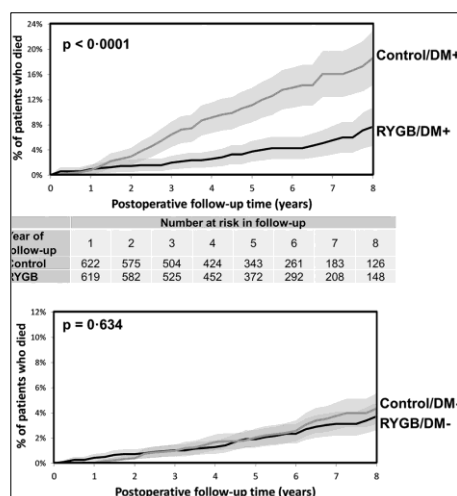 24%
p < 0·0001
20%
16%
12%
8%
4%
0%
% of patients who died
Control/DM+
RYGB/DM+
0 1 2 3 4 5 6 7 8
Postoperative follow-up time (years)
Number at risk in follow-up
Year of
follow-up 1 2 3 4 5 6 7 8
Control 622 575 504 424 343 261 183 126
RYGB 619 582 525 452 372 292 208 148
12%
p = 0·634
10%
8%
6%
4%
2%
0%
% of patients who died
Control/DM-
RYGB/DM-
0 1 2 3 4 5 6 7 8
Postoperative follow-up time (years)